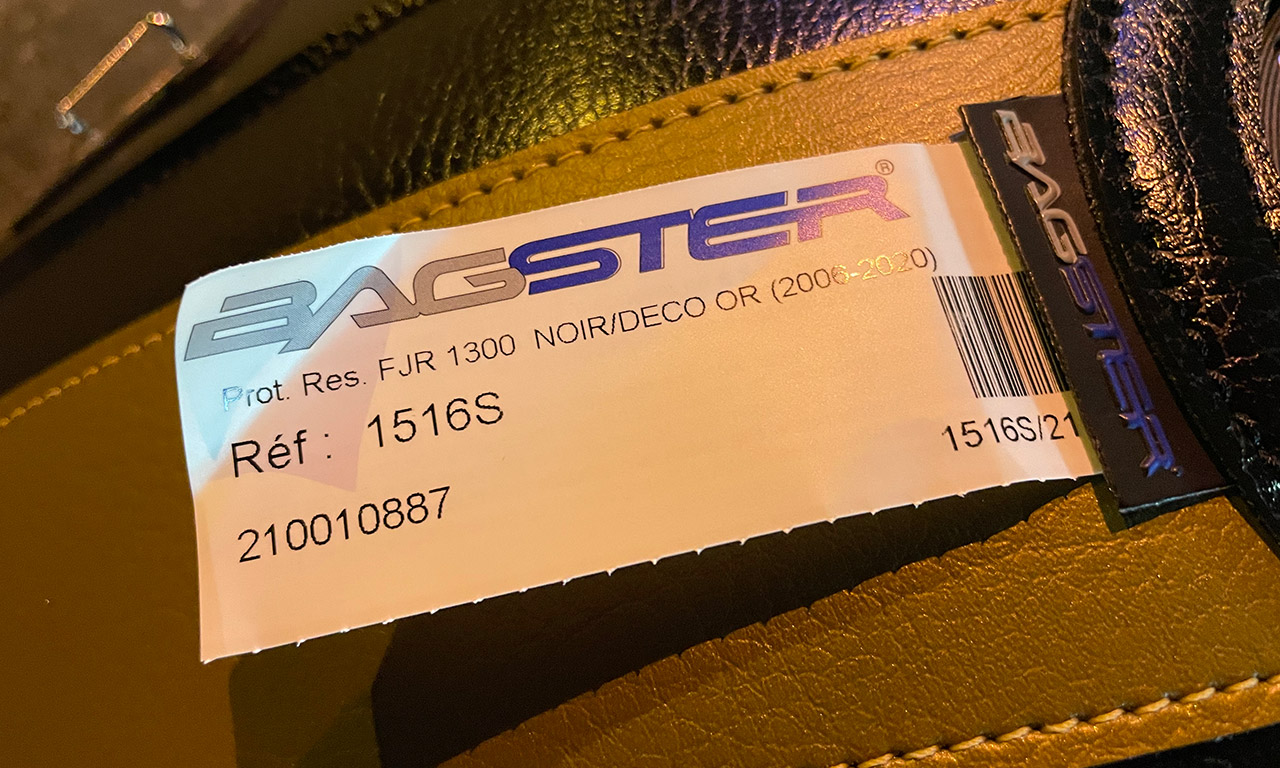 BAGSTER®
Prot. Res. FJR 1300 NOIR/DECO OR (2006-2020)
Réf : 1516S
210010887
1516S/21
BAGSTER